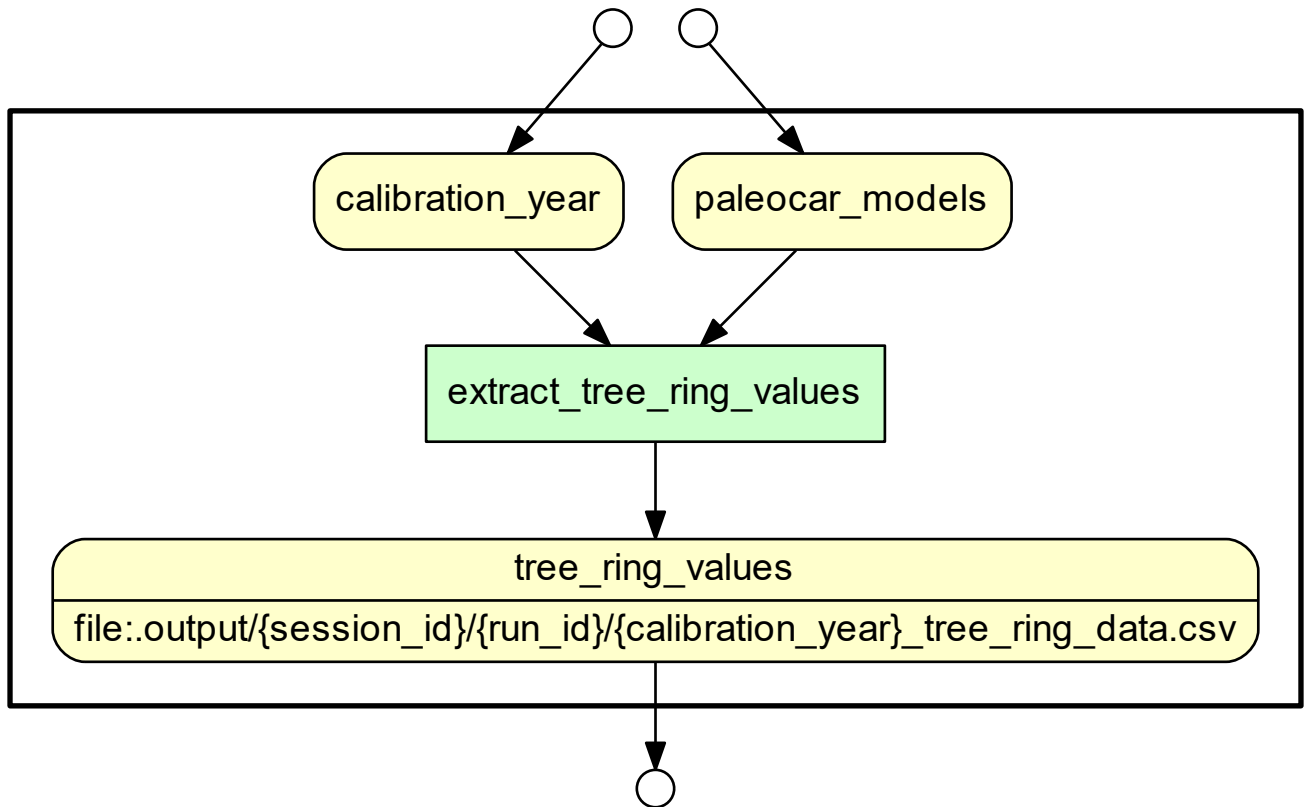 calibration_year
paleocar_models
extract_tree_ring_values
tree_ring_values
file:.output/{session_id}/{run_id}/{calibration_year}_tree_ring_data.csv